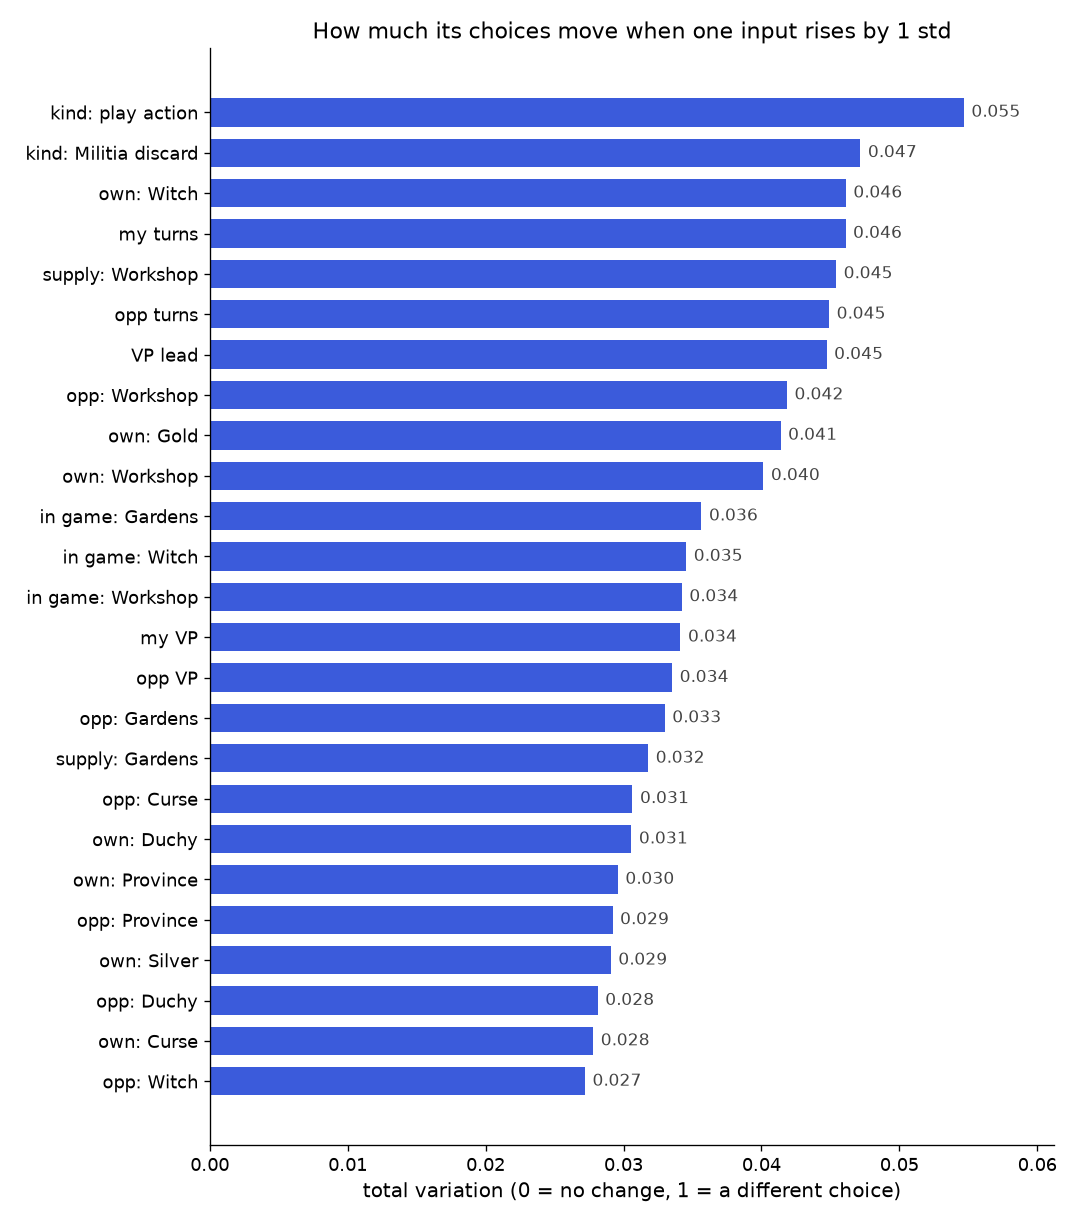 How much its choices move when one input rises by 1 std
kind: play action 0.055
kind: Militia discard 0.047
own: Witch 0.046
my turns 0.046
supply: Workshop 0.045
opp turns 0.045
VP lead 0.045
opp: Workshop 0.042
own: Gold 0.041
own: Workshop 0.040
in game: Gardens 0.036
in game: Witch 0.035
in game: Workshop 0.034
my VP 0.034
opp VP 0.034
opp: Gardens 0.033
supply: Gardens 0.032
opp: Curse 0.031
own: Duchy 0.031
own: Province 0.030
opp: Province 0.029
own: Silver 0.029
opp: Duchy 0.028
own: Curse 0.028
opp: Witch 0.027
0.00 0.01 0.02 0.03 0.04 0.05 0.06
total variation (0 = no change, 1 = a different choice)